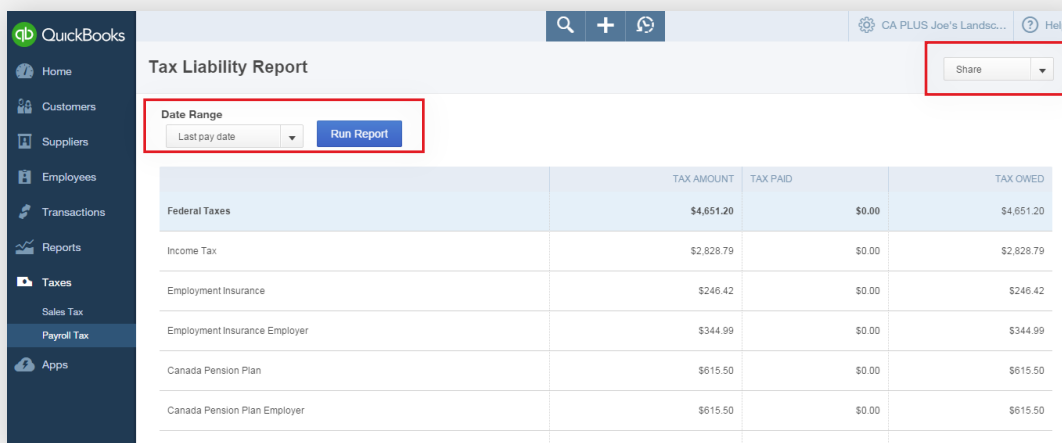 qb QuickBooks
CA PLUS Joe's Landsc...
? Hel
Home
Customers
Suppliers
Employees
Transactions
Reports
Taxes
Sales Tax
Payroll Tax
Apps
Tax Liability Report
Share
Date Range
Last pay date
Run Report
TAX AMOUNT TAX PAID TAX OWED
Federal Taxes $4,651.20 $0.00 $4,651.20
Income Tax $2,828.79 $0.00 $2,828.79
Employment Insurance $246.42 $0.00 $246.42
Employment Insurance Employer $344.99 $0.00 $344.99
Canada Pension Plan $615.50 $0.00 $615.50
Canada Pension Plan Employer $615.50 $0.00 $615.50